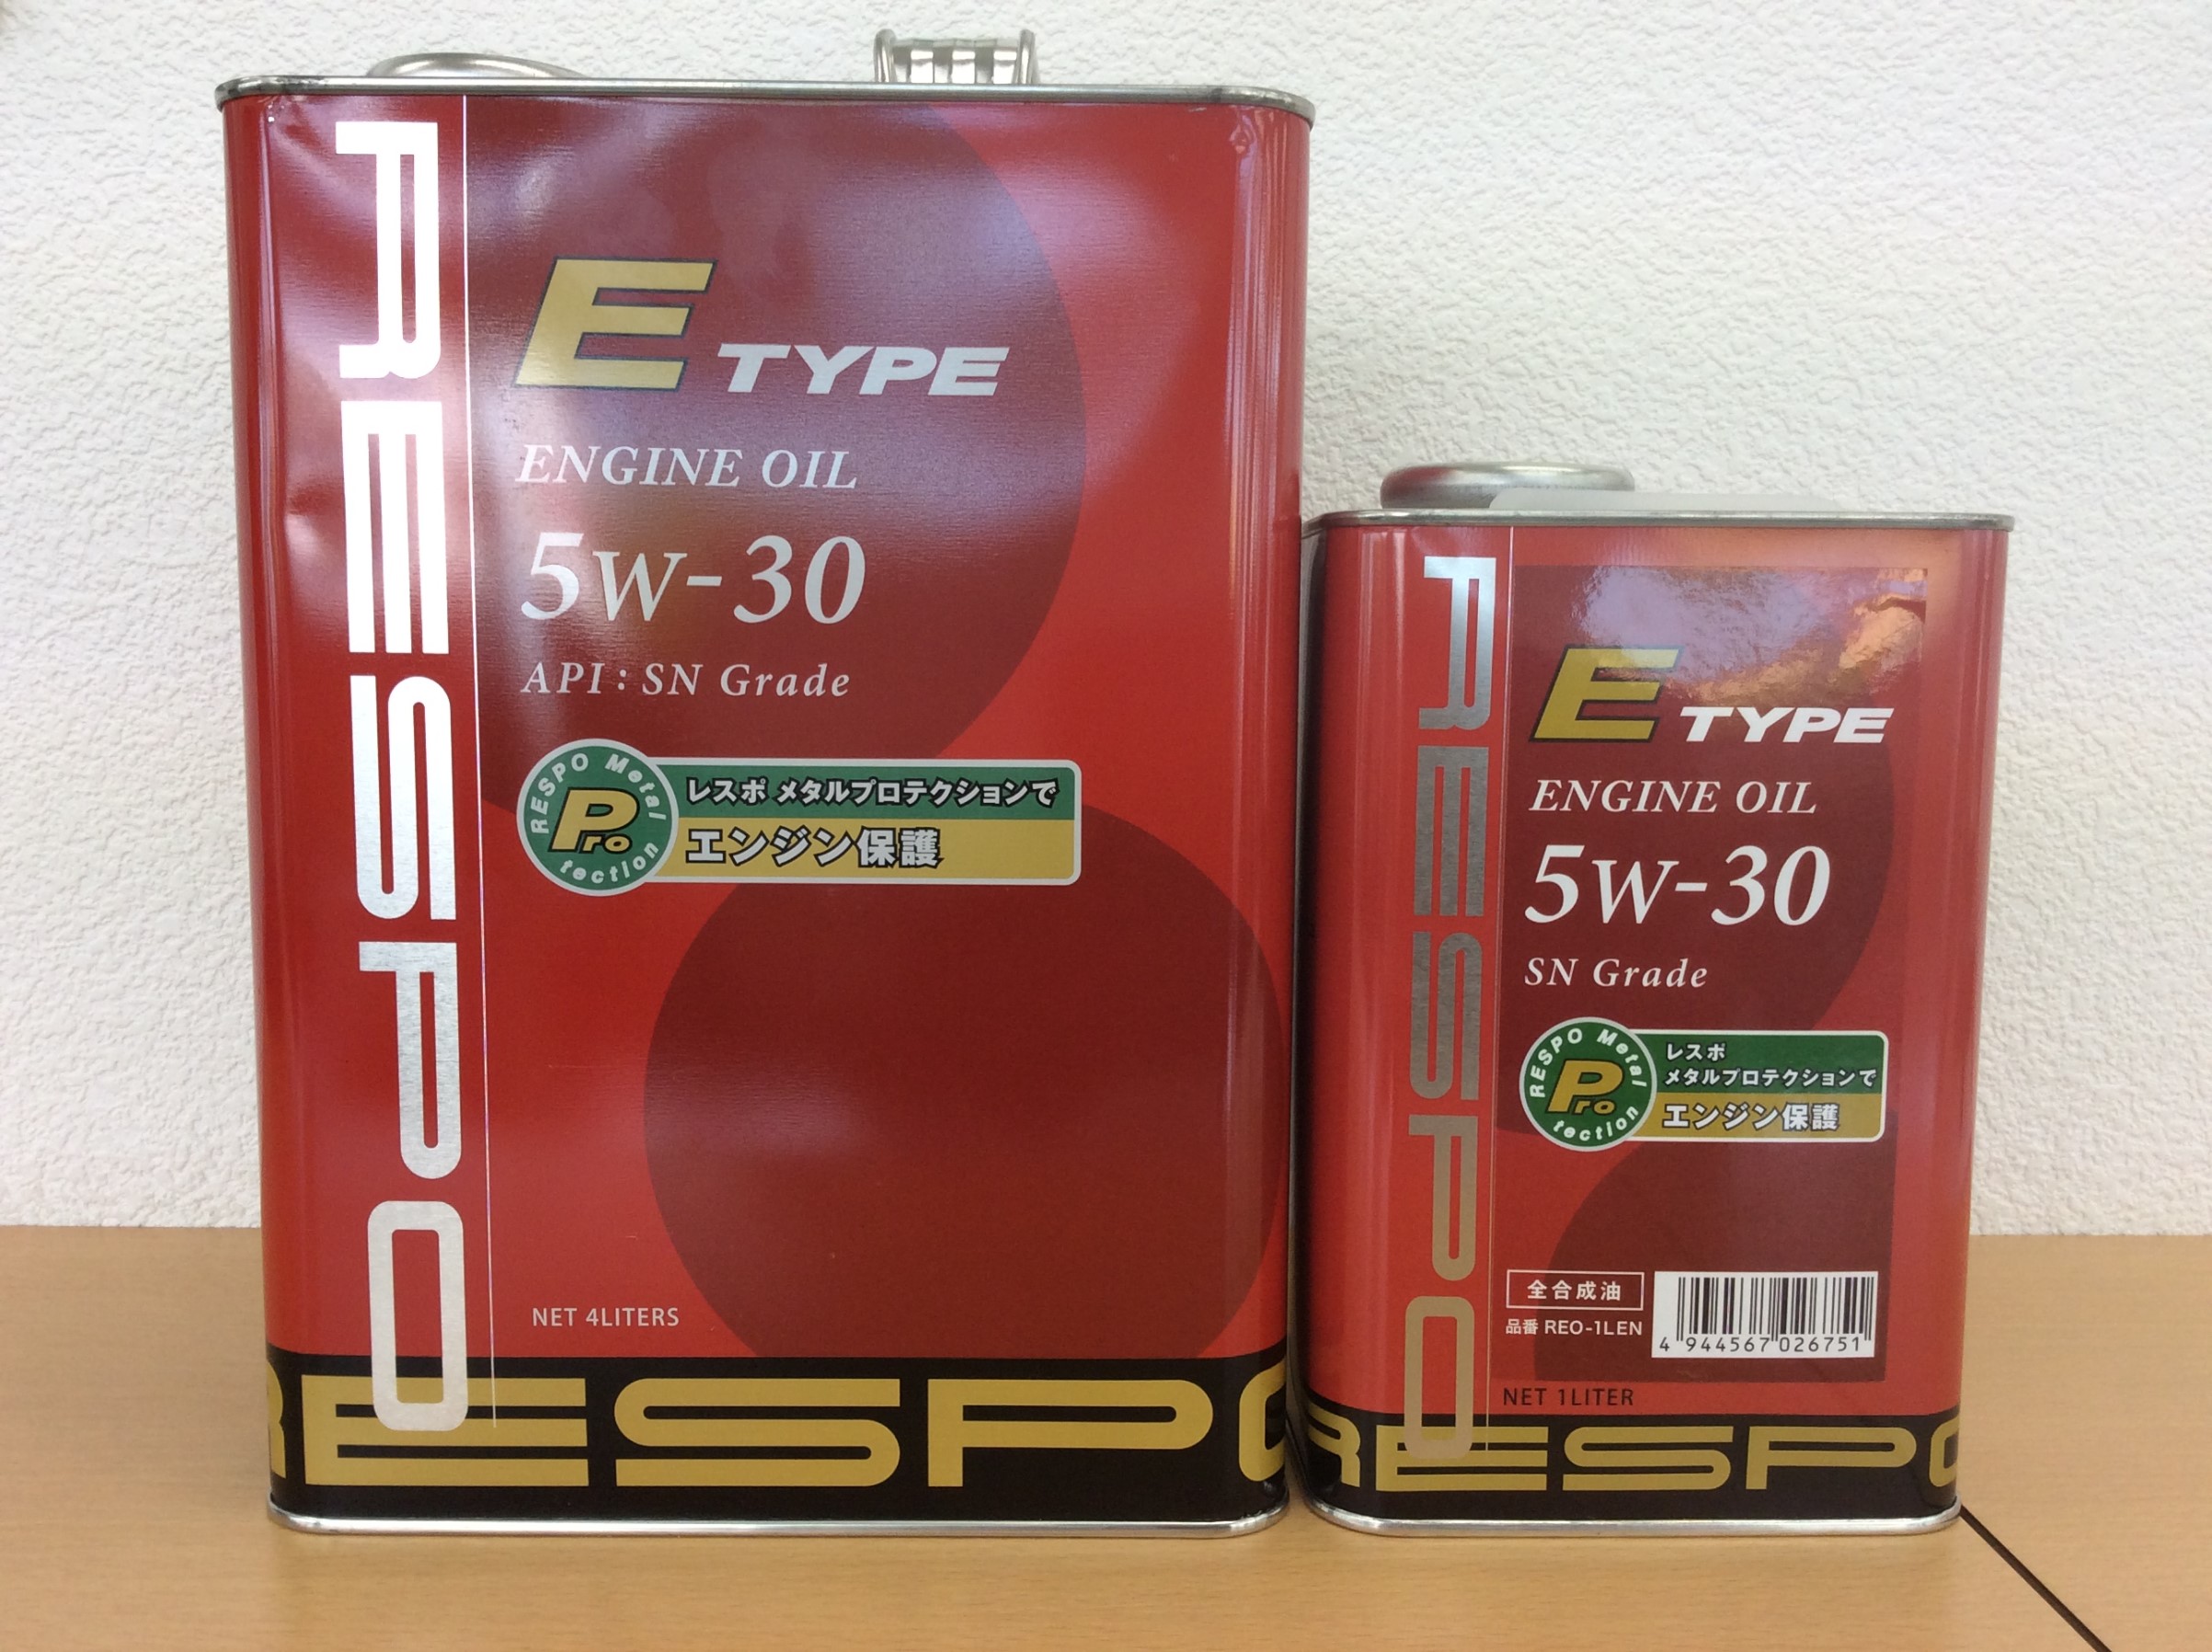 RESPO
E TYPE
ENGINE OIL
5W-30
API : SN Grade
RESPO Metal
Pro
tection
レスポ メタルプロテクションで
エンジン保護
NET 4LITERS
RESPO
RESPO
E TYPE
ENGINE OIL
5W-30
SN Grade
RESPO Metal
Pro
tection
レスポ
メタルプロテクションで
エンジン保護
全合成油
品番 REO-1LEN
4 944567 026751
NET 1LITER
RESPO